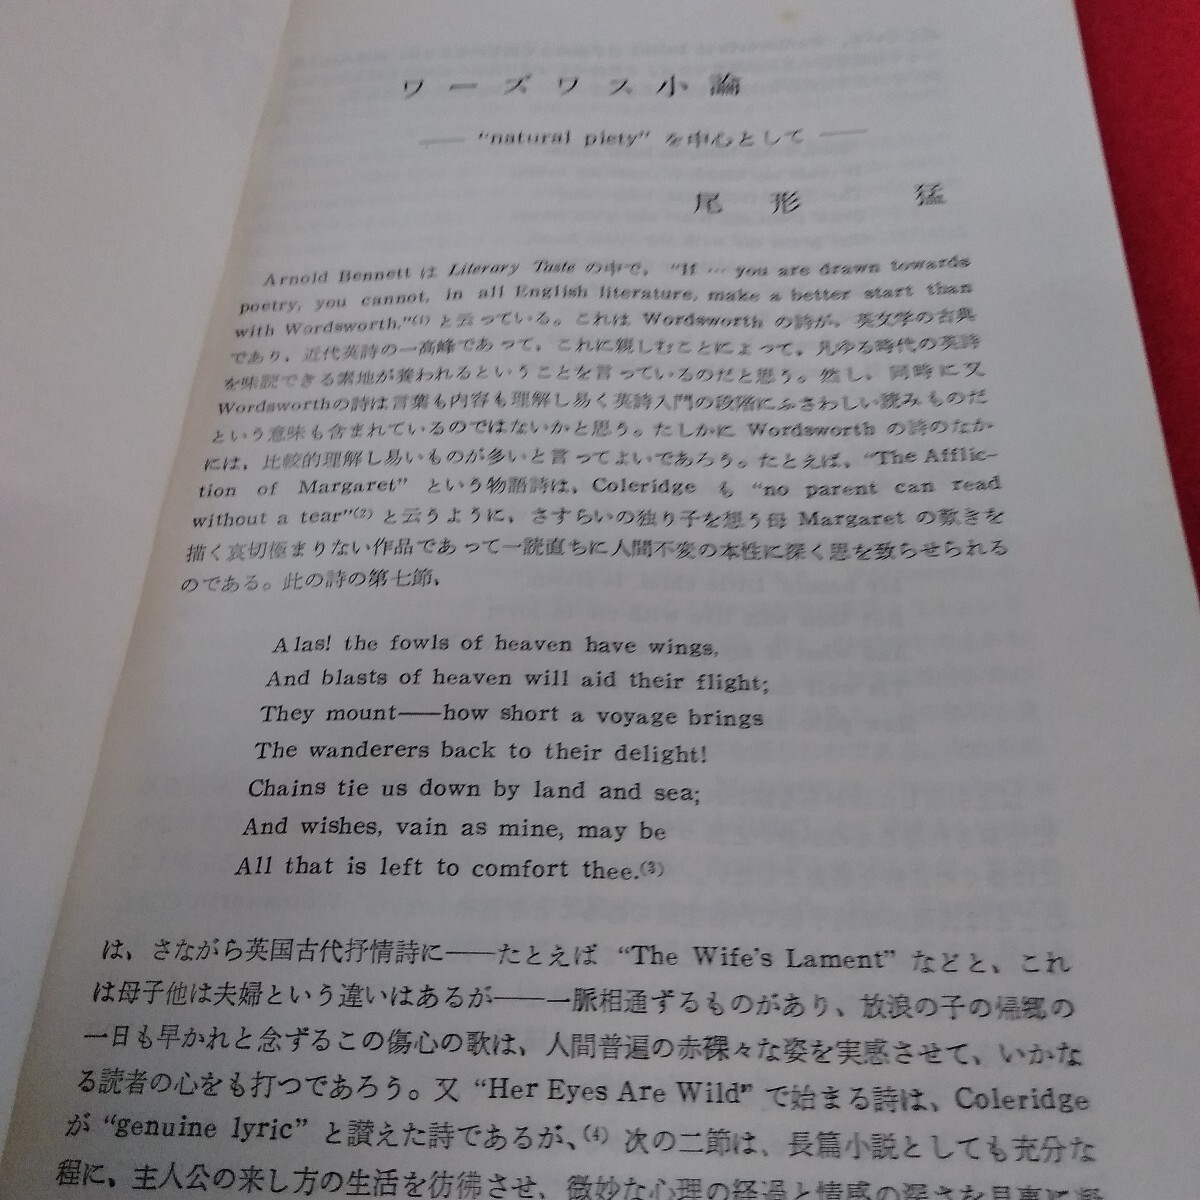 ワーズワス小論
—— “natural piety” を中心として ——
尾形 猛
Arnold Bennett は Literary Taste の中で、“If … you are drawn towards
poetry, you cannot, in all English literature, make a better start than
with Wordsworth.”(1) と云っている。これは Wordsworth の詩が、英文学の古典
であり、近代英詩の一高峰であって、これに親しむことによって、凡ゆる時代の英詩
を味読できる素地が養われるということを言っているのだと思う。然し、同時に又
Wordsworthの詩は言葉も内容も理解し易く英詩入門の段階にふさわしい読みものだ
という意味も含まれているのではないかと思う。たしかに Wordsworth の詩のなか
には、比較的理解し易いものが多いと言ってよいであろう。たとえば、“The Afflic-
tion of Margaret” という物語詩は、Coleridge も “no parent can read
without a tear”(2) と云うように、さすらいの独り子を想う母 Margaret の歎きを
描く哀切極まりない作品であって一読直ちに人間不変の本性に深く思を致らせられる
のである。此の詩の第七節、
Alas! the fowls of heaven have wings,
And blasts of heaven will aid their flight;
They mount——how short a voyage brings
The wanderers back to their delight!
Chains tie us down by land and sea;
And wishes, vain as mine, may be
All that is left to comfort thee.(3)
は、さながら英国古代抒情詩に——たとえば “The Wife's Lament” などと、これ
は母子他は夫婦という違いはあるが——一脈相通ずるものがあり、放浪の子の帰郷の
一日も早かれと念ずるこの傷心の歌は、人間普遍の赤裸々な姿を実感させて、いかな
る読者の心をも打つであろう。又 “Her Eyes Are Wild” で始まる詩は、Coleridge
が “genuine lyric” と讃えた詩であるが、(4) 次の二節は、長篇小説としても充分な
程に、主人公の来し方の生活を彷彿させ、微妙な心理の経過と情感の深さを見事に